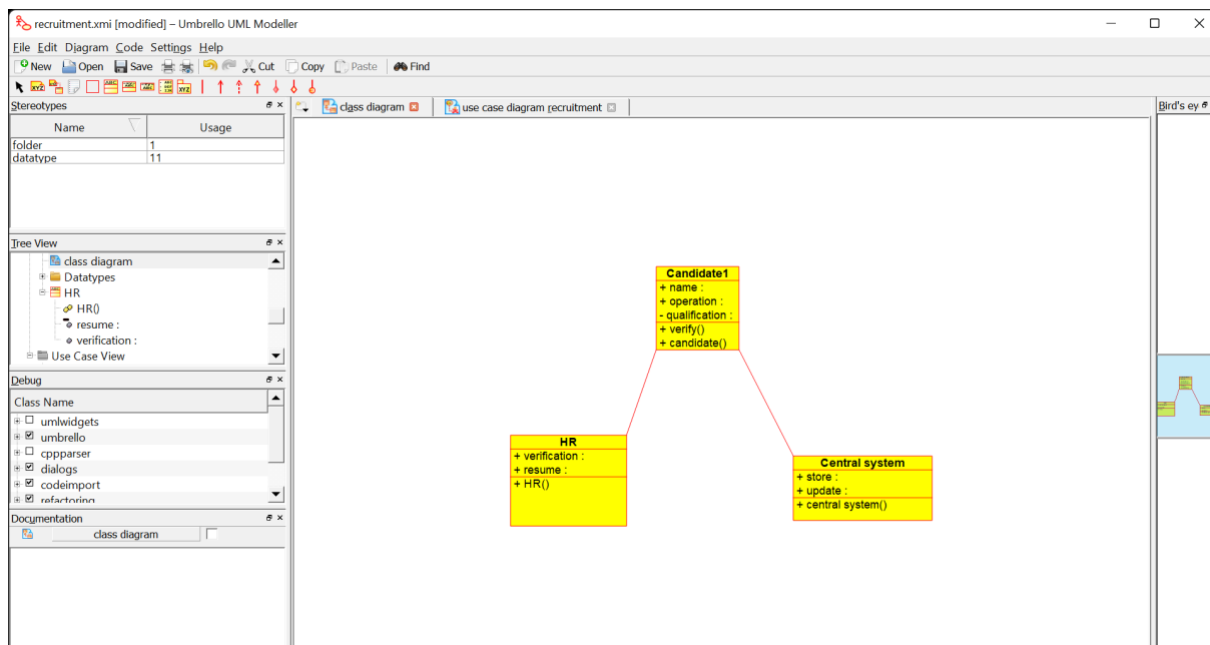 recruitment.xmi [modified] – Umbrello UML Modeller
File Edit Diagram Code Settings Help
New Open Save Cut Copy Paste Find
Stereotypes
Name Usage
folder 1
datatype 11
Tree View
class diagram
Datatypes
HR
HR()
resume :
verification :
Use Case View
Debug
Class Name
umlwidgets
umbrello
cppparser
dialogs
codeimport
refactoring
Documentation
class diagram
class diagram use case diagram recruitment
Candidate1
+ name :
+ operation :
- qualification :
+ verify()
+ candidate()
HR
+ verification :
+ resume :
+ HR()
Central system
+ store :
+ update :
+ central system()
Bird's ey